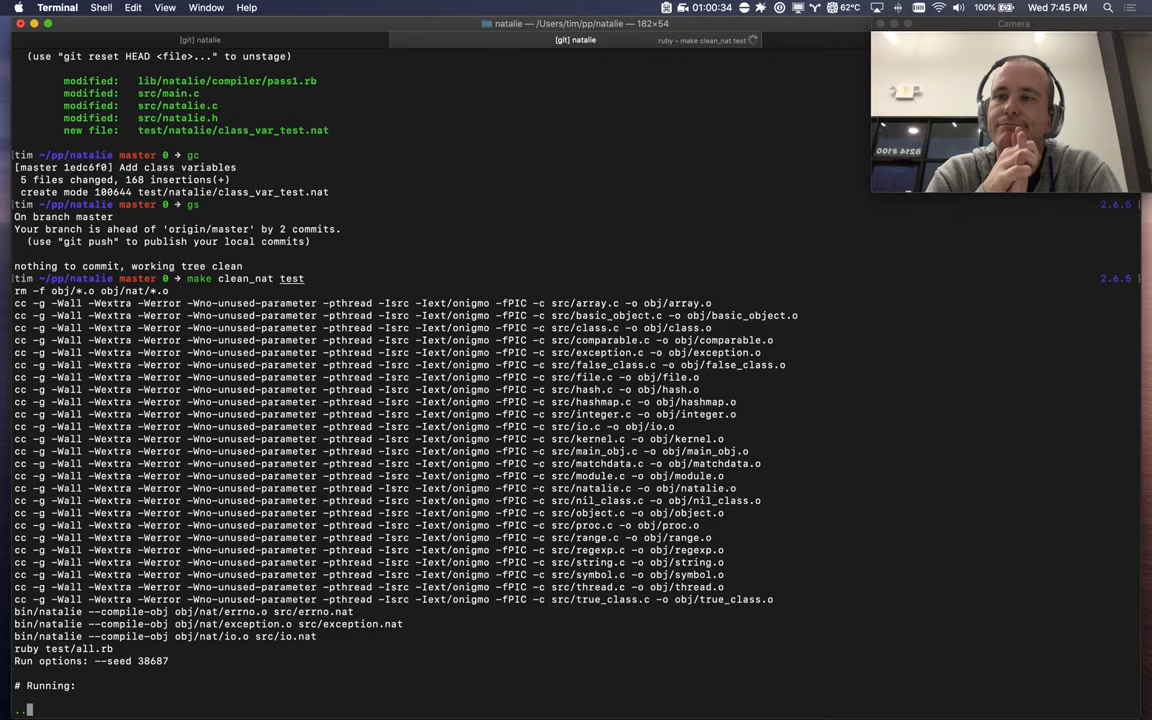 Terminal Shell Edit View Window Help 01:00:34 62°C 100% Wed 7:45 PM
natalie — /Users/tim/pp/natalie — 182×54
Camera
[git] natalie [git] natalie ruby • make clean_nat test
(use "git reset HEAD <file>..." to unstage)
modified: lib/natalie/compiler/pass1.rb
modified: src/main.c
modified: src/natalie.c
modified: src/natalie.h
new file: test/natalie/class_var_test.nat
[tim ~/pp/natalie master 0 → gc
[master 1edc6f0] Add class variables
5 files changed, 168 insertions(+)
create mode 100644 test/natalie/class_var_test.nat
[tim ~/pp/natalie master 0 → gs 2.6.5 ]
On branch master
Your branch is ahead of 'origin/master' by 2 commits.
(use "git push" to publish your local commits)
nothing to commit, working tree clean
[tim ~/pp/natalie master 0 → make clean_nat test 2.6.5 ]
rm -f obj/*.o obj/nat/*.o
cc -g -Wall -Wextra -Werror -Wno-unused-parameter -pthread -Isrc -Iext/onigmo -fPIC -c src/array.c -o obj/array.o
cc -g -Wall -Wextra -Werror -Wno-unused-parameter -pthread -Isrc -Iext/onigmo -fPIC -c src/basic_object.c -o obj/basic_object.o
cc -g -Wall -Wextra -Werror -Wno-unused-parameter -pthread -Isrc -Iext/onigmo -fPIC -c src/class.c -o obj/class.o
cc -g -Wall -Wextra -Werror -Wno-unused-parameter -pthread -Isrc -Iext/onigmo -fPIC -c src/comparable.c -o obj/comparable.o
cc -g -Wall -Wextra -Werror -Wno-unused-parameter -pthread -Isrc -Iext/onigmo -fPIC -c src/exception.c -o obj/exception.o
cc -g -Wall -Wextra -Werror -Wno-unused-parameter -pthread -Isrc -Iext/onigmo -fPIC -c src/false_class.c -o obj/false_class.o
cc -g -Wall -Wextra -Werror -Wno-unused-parameter -pthread -Isrc -Iext/onigmo -fPIC -c src/file.c -o obj/file.o
cc -g -Wall -Wextra -Werror -Wno-unused-parameter -pthread -Isrc -Iext/onigmo -fPIC -c src/hash.c -o obj/hash.o
cc -g -Wall -Wextra -Werror -Wno-unused-parameter -pthread -Isrc -Iext/onigmo -fPIC -c src/hashmap.c -o obj/hashmap.o
cc -g -Wall -Wextra -Werror -Wno-unused-parameter -pthread -Isrc -Iext/onigmo -fPIC -c src/integer.c -o obj/integer.o
cc -g -Wall -Wextra -Werror -Wno-unused-parameter -pthread -Isrc -Iext/onigmo -fPIC -c src/io.c -o obj/io.o
cc -g -Wall -Wextra -Werror -Wno-unused-parameter -pthread -Isrc -Iext/onigmo -fPIC -c src/kernel.c -o obj/kernel.o
cc -g -Wall -Wextra -Werror -Wno-unused-parameter -pthread -Isrc -Iext/onigmo -fPIC -c src/main_obj.c -o obj/main_obj.o
cc -g -Wall -Wextra -Werror -Wno-unused-parameter -pthread -Isrc -Iext/onigmo -fPIC -c src/matchdata.c -o obj/matchdata.o
cc -g -Wall -Wextra -Werror -Wno-unused-parameter -pthread -Isrc -Iext/onigmo -fPIC -c src/module.c -o obj/module.o
cc -g -Wall -Wextra -Werror -Wno-unused-parameter -pthread -Isrc -Iext/onigmo -fPIC -c src/natalie.c -o obj/natalie.o
cc -g -Wall -Wextra -Werror -Wno-unused-parameter -pthread -Isrc -Iext/onigmo -fPIC -c src/nil_class.c -o obj/nil_class.o
cc -g -Wall -Wextra -Werror -Wno-unused-parameter -pthread -Isrc -Iext/onigmo -fPIC -c src/object.c -o obj/object.o
cc -g -Wall -Wextra -Werror -Wno-unused-parameter -pthread -Isrc -Iext/onigmo -fPIC -c src/proc.c -o obj/proc.o
cc -g -Wall -Wextra -Werror -Wno-unused-parameter -pthread -Isrc -Iext/onigmo -fPIC -c src/range.c -o obj/range.o
cc -g -Wall -Wextra -Werror -Wno-unused-parameter -pthread -Isrc -Iext/onigmo -fPIC -c src/regexp.c -o obj/regexp.o
cc -g -Wall -Wextra -Werror -Wno-unused-parameter -pthread -Isrc -Iext/onigmo -fPIC -c src/string.c -o obj/string.o
cc -g -Wall -Wextra -Werror -Wno-unused-parameter -pthread -Isrc -Iext/onigmo -fPIC -c src/symbol.c -o obj/symbol.o
cc -g -Wall -Wextra -Werror -Wno-unused-parameter -pthread -Isrc -Iext/onigmo -fPIC -c src/thread.c -o obj/thread.o
cc -g -Wall -Wextra -Werror -Wno-unused-parameter -pthread -Isrc -Iext/onigmo -fPIC -c src/true_class.c -o obj/true_class.o
bin/natalie --compile-obj obj/nat/errno.o src/errno.nat
bin/natalie --compile-obj obj/nat/exception.o src/exception.nat
bin/natalie --compile-obj obj/nat/io.o src/io.nat
ruby test/all.rb
Run options: --seed 38687
# Running:
..